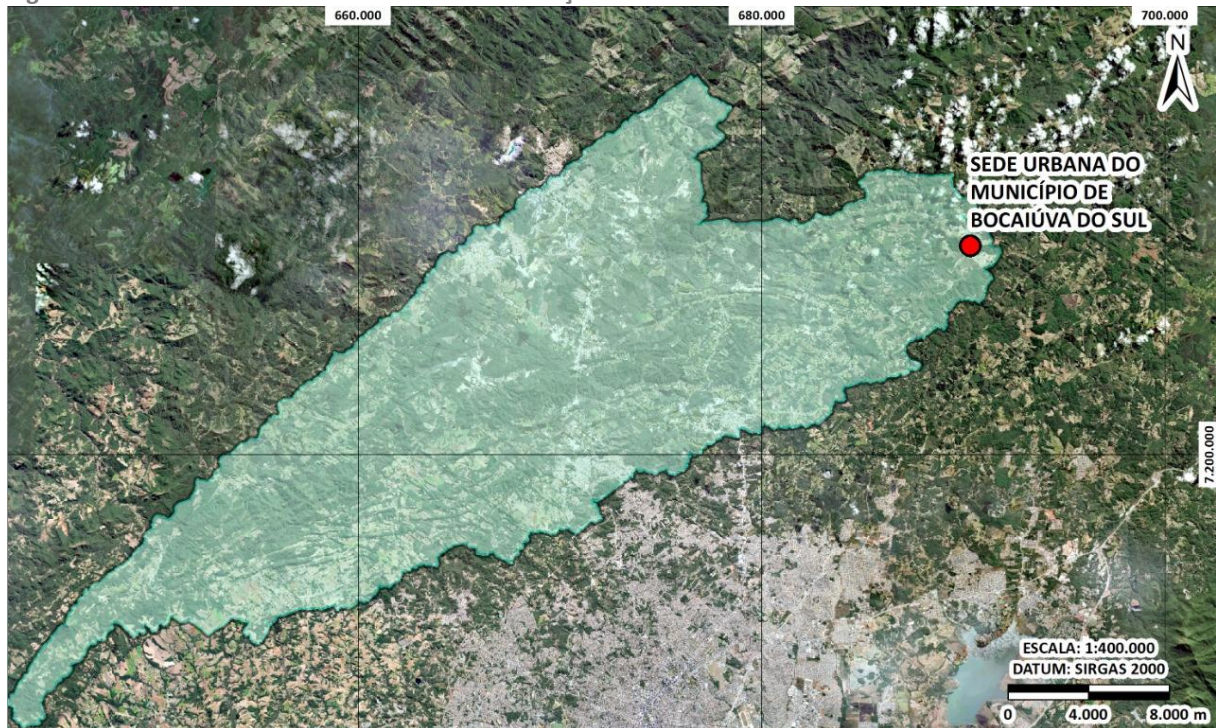 660.000
680.000
700.000
N
SEDE URBANA DO
MUNICÍPIO DE
BOCAIÚVA DO SUL
7.200.000
ESCALA: 1:400.000
DATUM: SIRGAS 2000
0 4.000 8.000 m